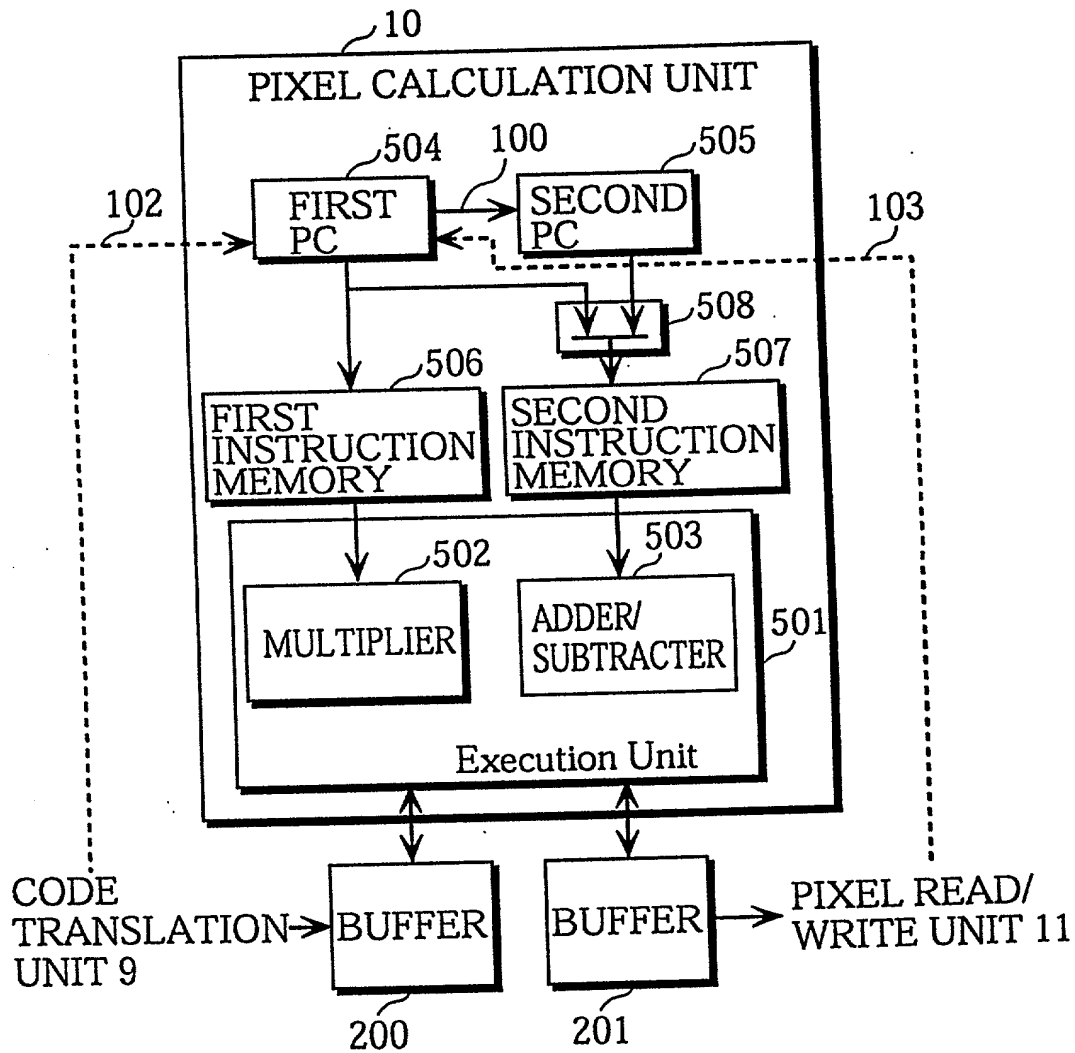 10
PIXEL CALCULATION UNIT
504
100
505
102
FIRST
PC
SECOND
PC
103
508
506
507
FIRST
INSTRUCTION
MEMORY
SECOND
INSTRUCTION
MEMORY
502
503
MULTIPLIER
ADDER/
SUBTRACTER
501
Execution Unit
CODE
TRANSLATION
UNIT 9
BUFFER
BUFFER
PIXEL READ/
WRITE UNIT 11
200
201